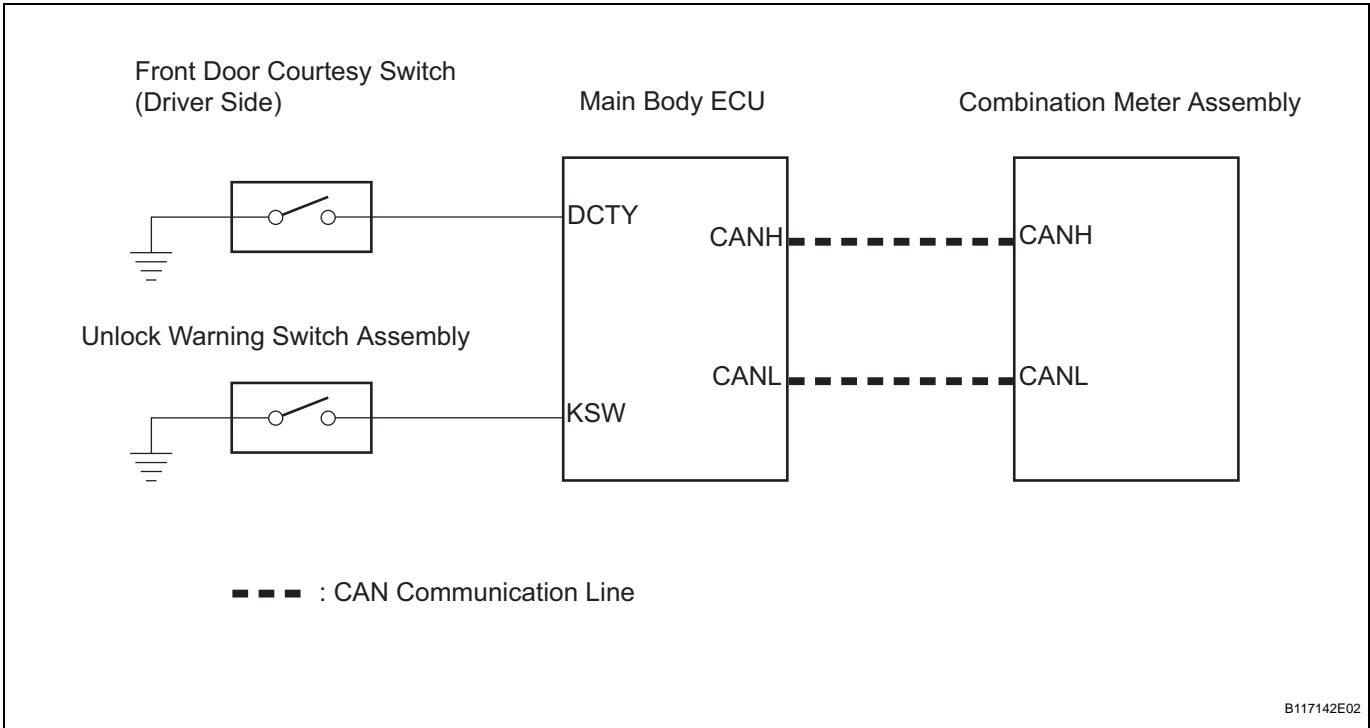 Front Door Courtesy Switch
(Driver Side)
Main Body ECU
Combination Meter Assembly
DCTY
CANH
CANH
Unlock Warning Switch Assembly
CANL
CANL
KSW
: CAN Communication Line
B117142E02